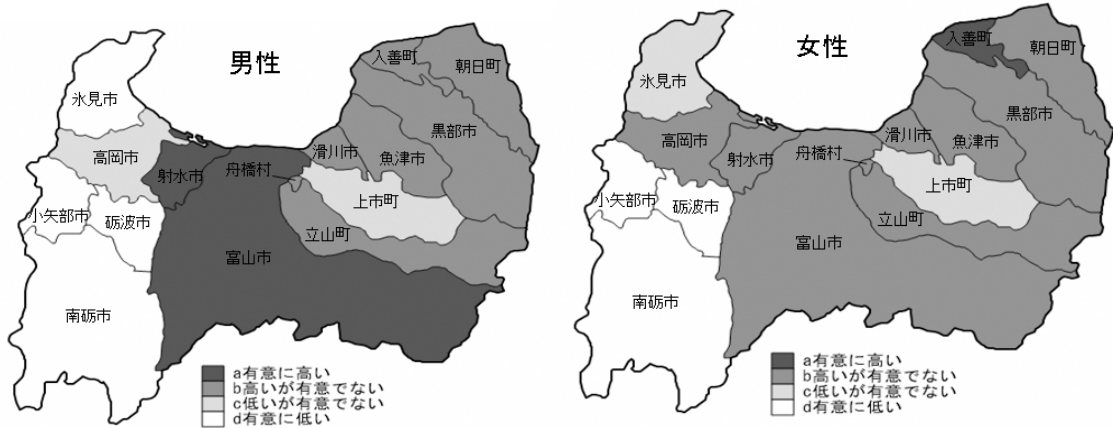 男性
入善町
朝日町
氷見市
黒部市
高岡市
滑川市
魚津市
射水市
舟橋村
上市町
小矢部市
砺波市
立山町
富山市
南砺市
a有意に高い
b高いが有意でない
c低いが有意でない
d有意に低い
女性
入善町
朝日町
氷見市
黒部市
高岡市
滑川市
魚津市
射水市
舟橋村
上市町
小矢部市
砺波市
立山町
富山市
南砺市
a有意に高い
b高いが有意でない
c低いが有意でない
d有意に低い